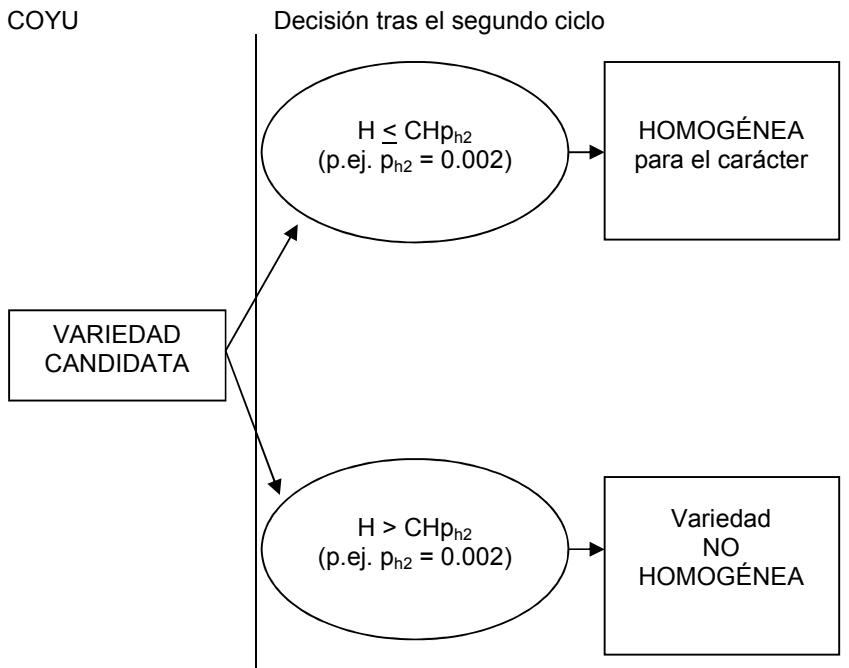 COYU
Decisión tras el segundo ciclo
H ≤ CHpₕ₂
(p.ej. pₕ₂ = 0.002)
HOMOGÉNEA
para el carácter
VARIEDAD
CANDIDATA
H > CHpₕ₂
(p.ej. pₕ₂ = 0.002)
Variedad
NO
HOMOGÉNEA